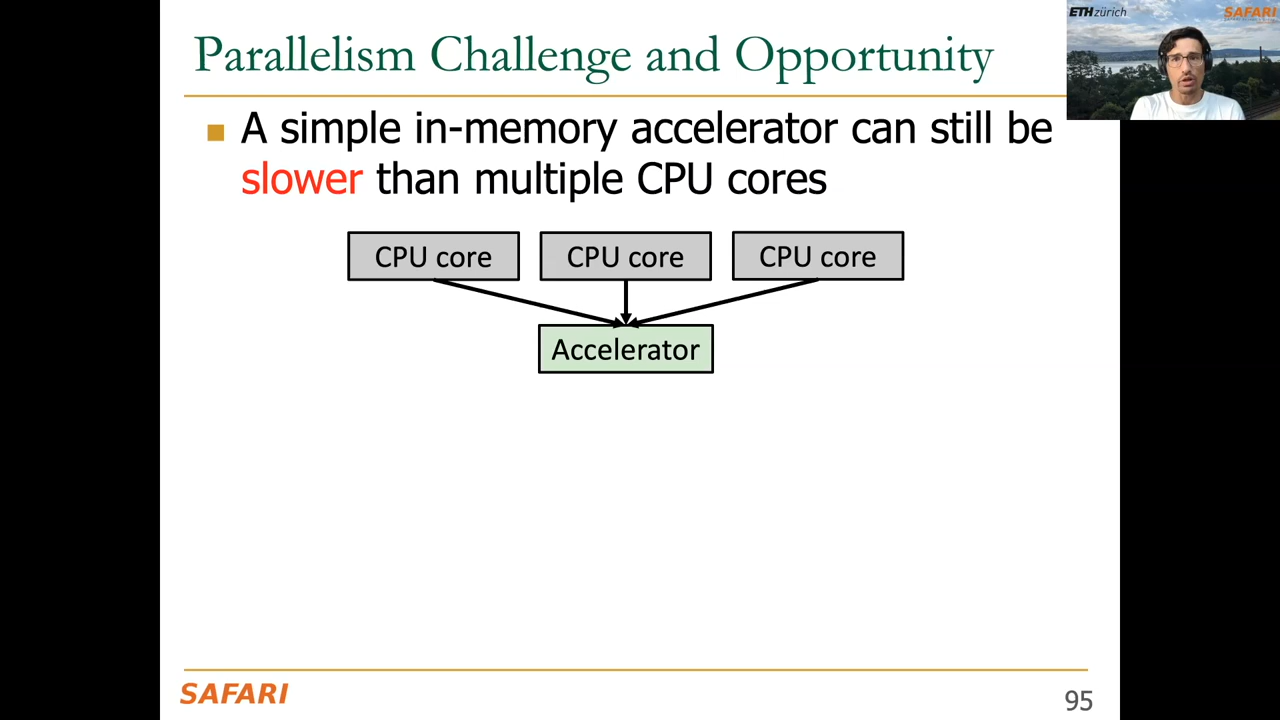 Parallelism Challenge and Opportunity
ETHzürich
SAFARI
A simple in-memory accelerator can still be
slower than multiple CPU cores
CPU core
CPU core
CPU core
Accelerator
SAFARI
95